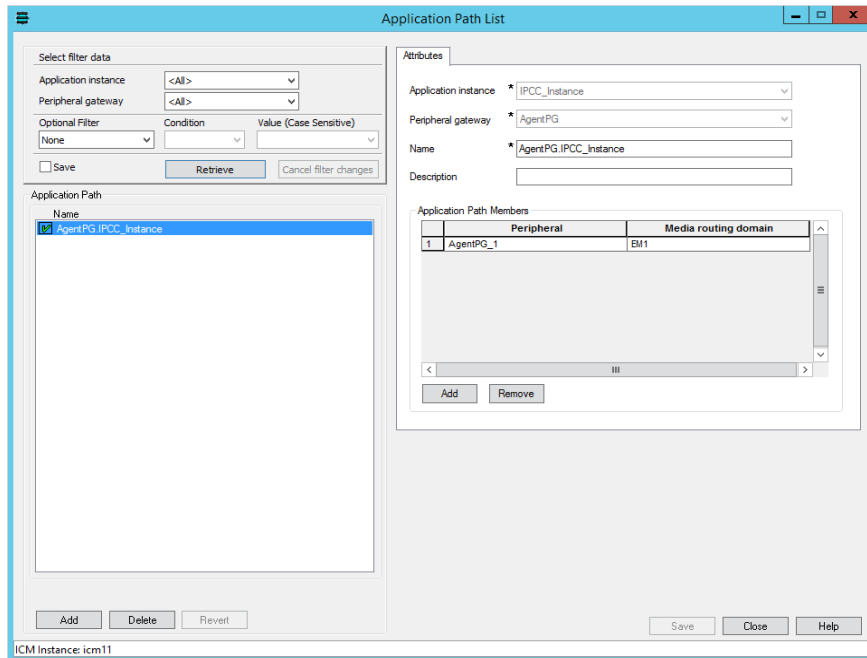 Application Path List
Select filter data
Application instance <All>
Peripheral gateway <All>
Optional Filter Condition Value (Case Sensitive)
None
Save Retrieve Cancel filter changes
Application Path
Name
AgentPG.IPCC_Instance
Add Delete Revert
Attributes
Application instance * IPCC_Instance
Peripheral gateway * AgentPG
Name * AgentPG.IPCC_Instance
Description
Application Path Members
Peripheral Media routing domain
1 AgentPG_1 EM1
Add Remove
Save Close Help
ICM Instance: icm11